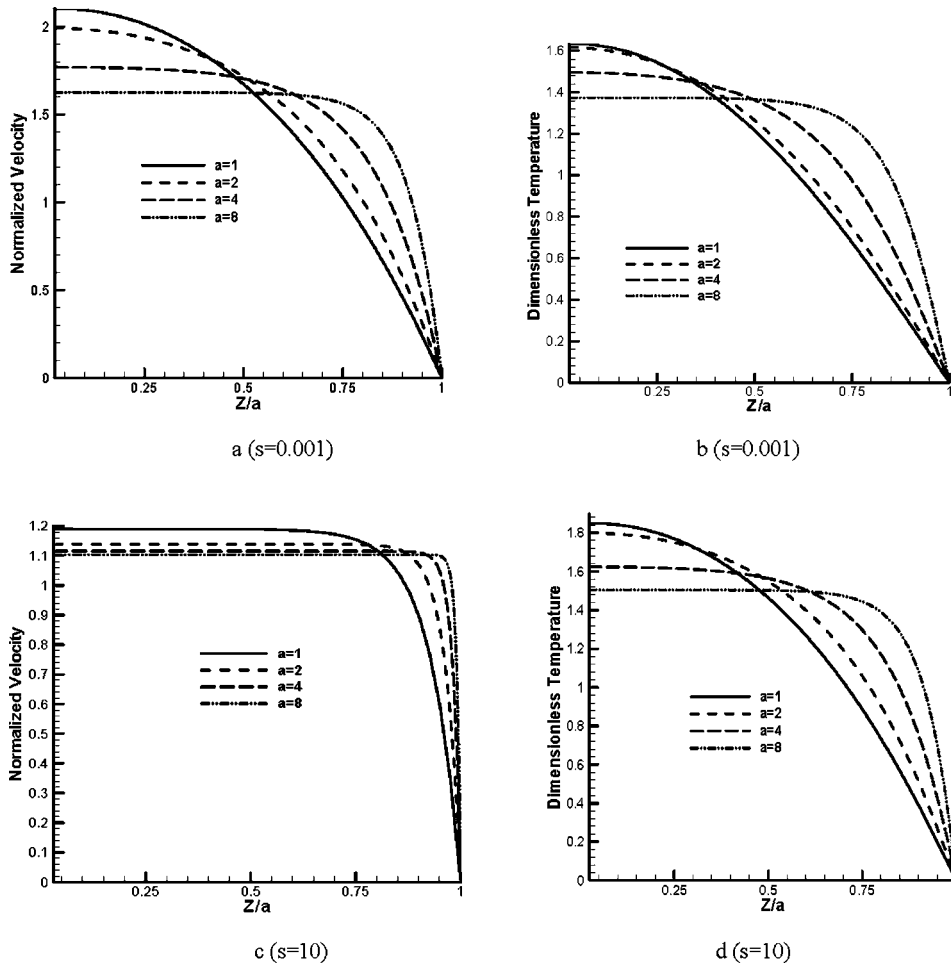 Normalized Velocity
2
1.5
1
0.5
0
a=1
a=2
a=4
a=8
0.25
0.5
0.75
1
Z/a
a (s=0.001)
Dimensionless Temperature
1.6
1.4
1.2
1
0.8
0.6
0.4
0.2
0
a=1
a=2
a=4
a=8
0.25
0.5
0.75
1
Z/a
b (s=0.001)
Normalized Velocity
1.2
1.1
1
0.9
0.8
0.7
0.6
0.5
0.4
0.3
0.2
0.1
0
a=1
a=2
a=4
a=8
0.25
0.5
0.75
1
Z/a
c (s=10)
Dimensionless Temperature
1.8
1.6
1.4
1.2
1
0.8
0.6
0.4
0.2
0
a=1
a=2
a=4
a=8
0.25
0.5
0.75
Z/a
d (s=10)